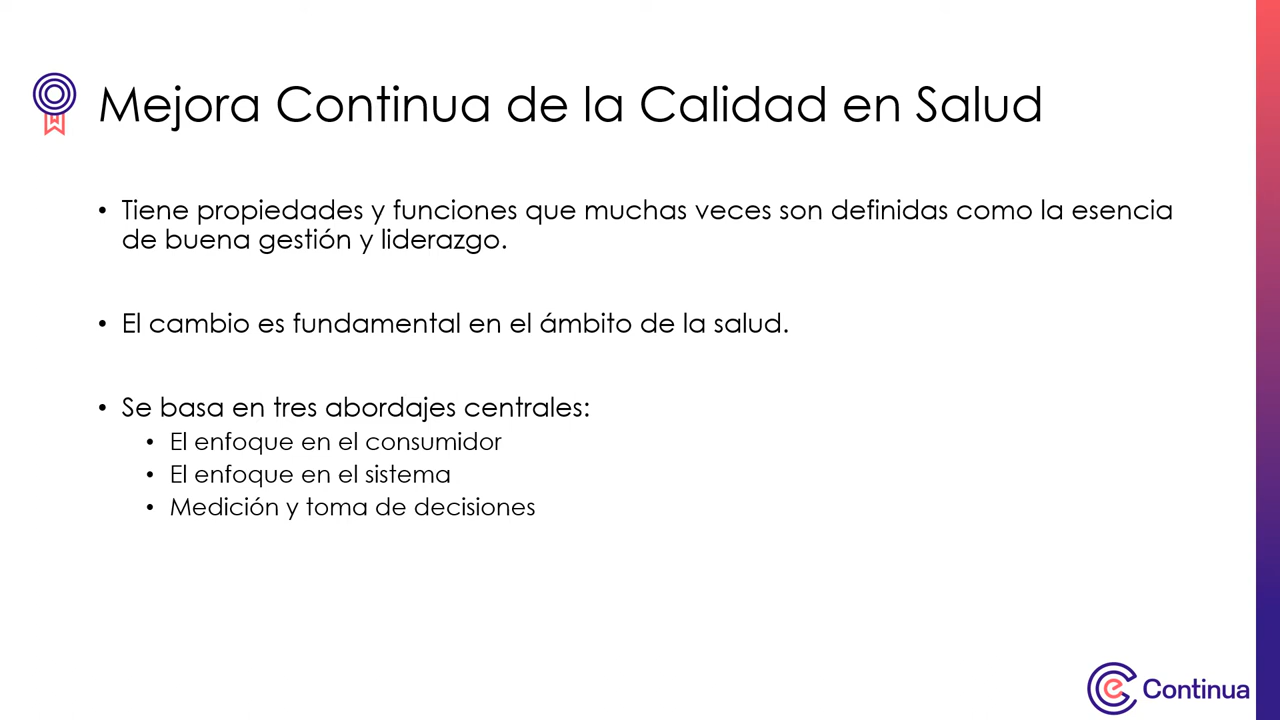 Mejora Continua de la Calidad en Salud
• Tiene propiedades y funciones que muchas veces son definidas como la esencia
de buena gestión y liderazgo.
• El cambio es fundamental en el ámbito de la salud.
• Se basa en tres abordajes centrales:
• El enfoque en el consumidor
• El enfoque en el sistema
• Medición y toma de decisiones
Continua